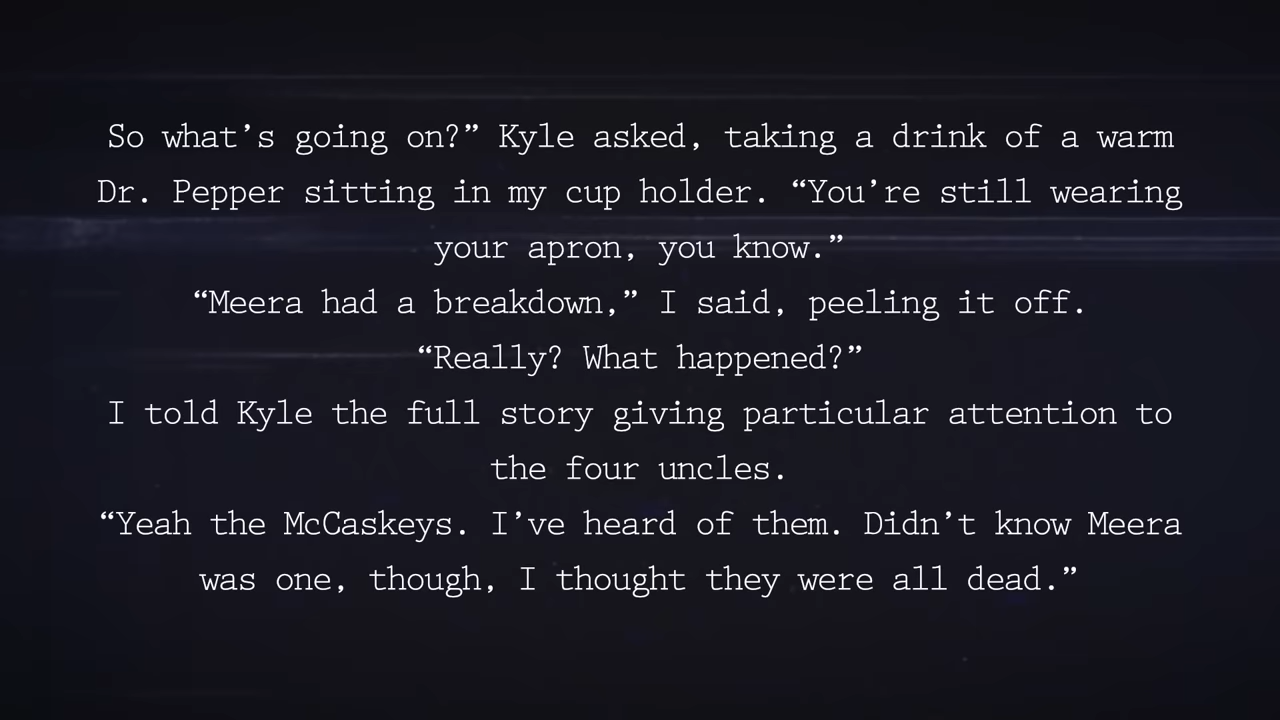 So what’s going on?” Kyle asked, taking a drink of a warm
Dr. Pepper sitting in my cup holder. “You’re still wearing
your apron, you know.”
“Meera had a breakdown,” I said, peeling it off.
“Really? What happened?”
I told Kyle the full story giving particular attention to
the four uncles.
“Yeah the McCaskeys. I’ve heard of them. Didn’t know Meera
was one, though, I thought they were all dead.”